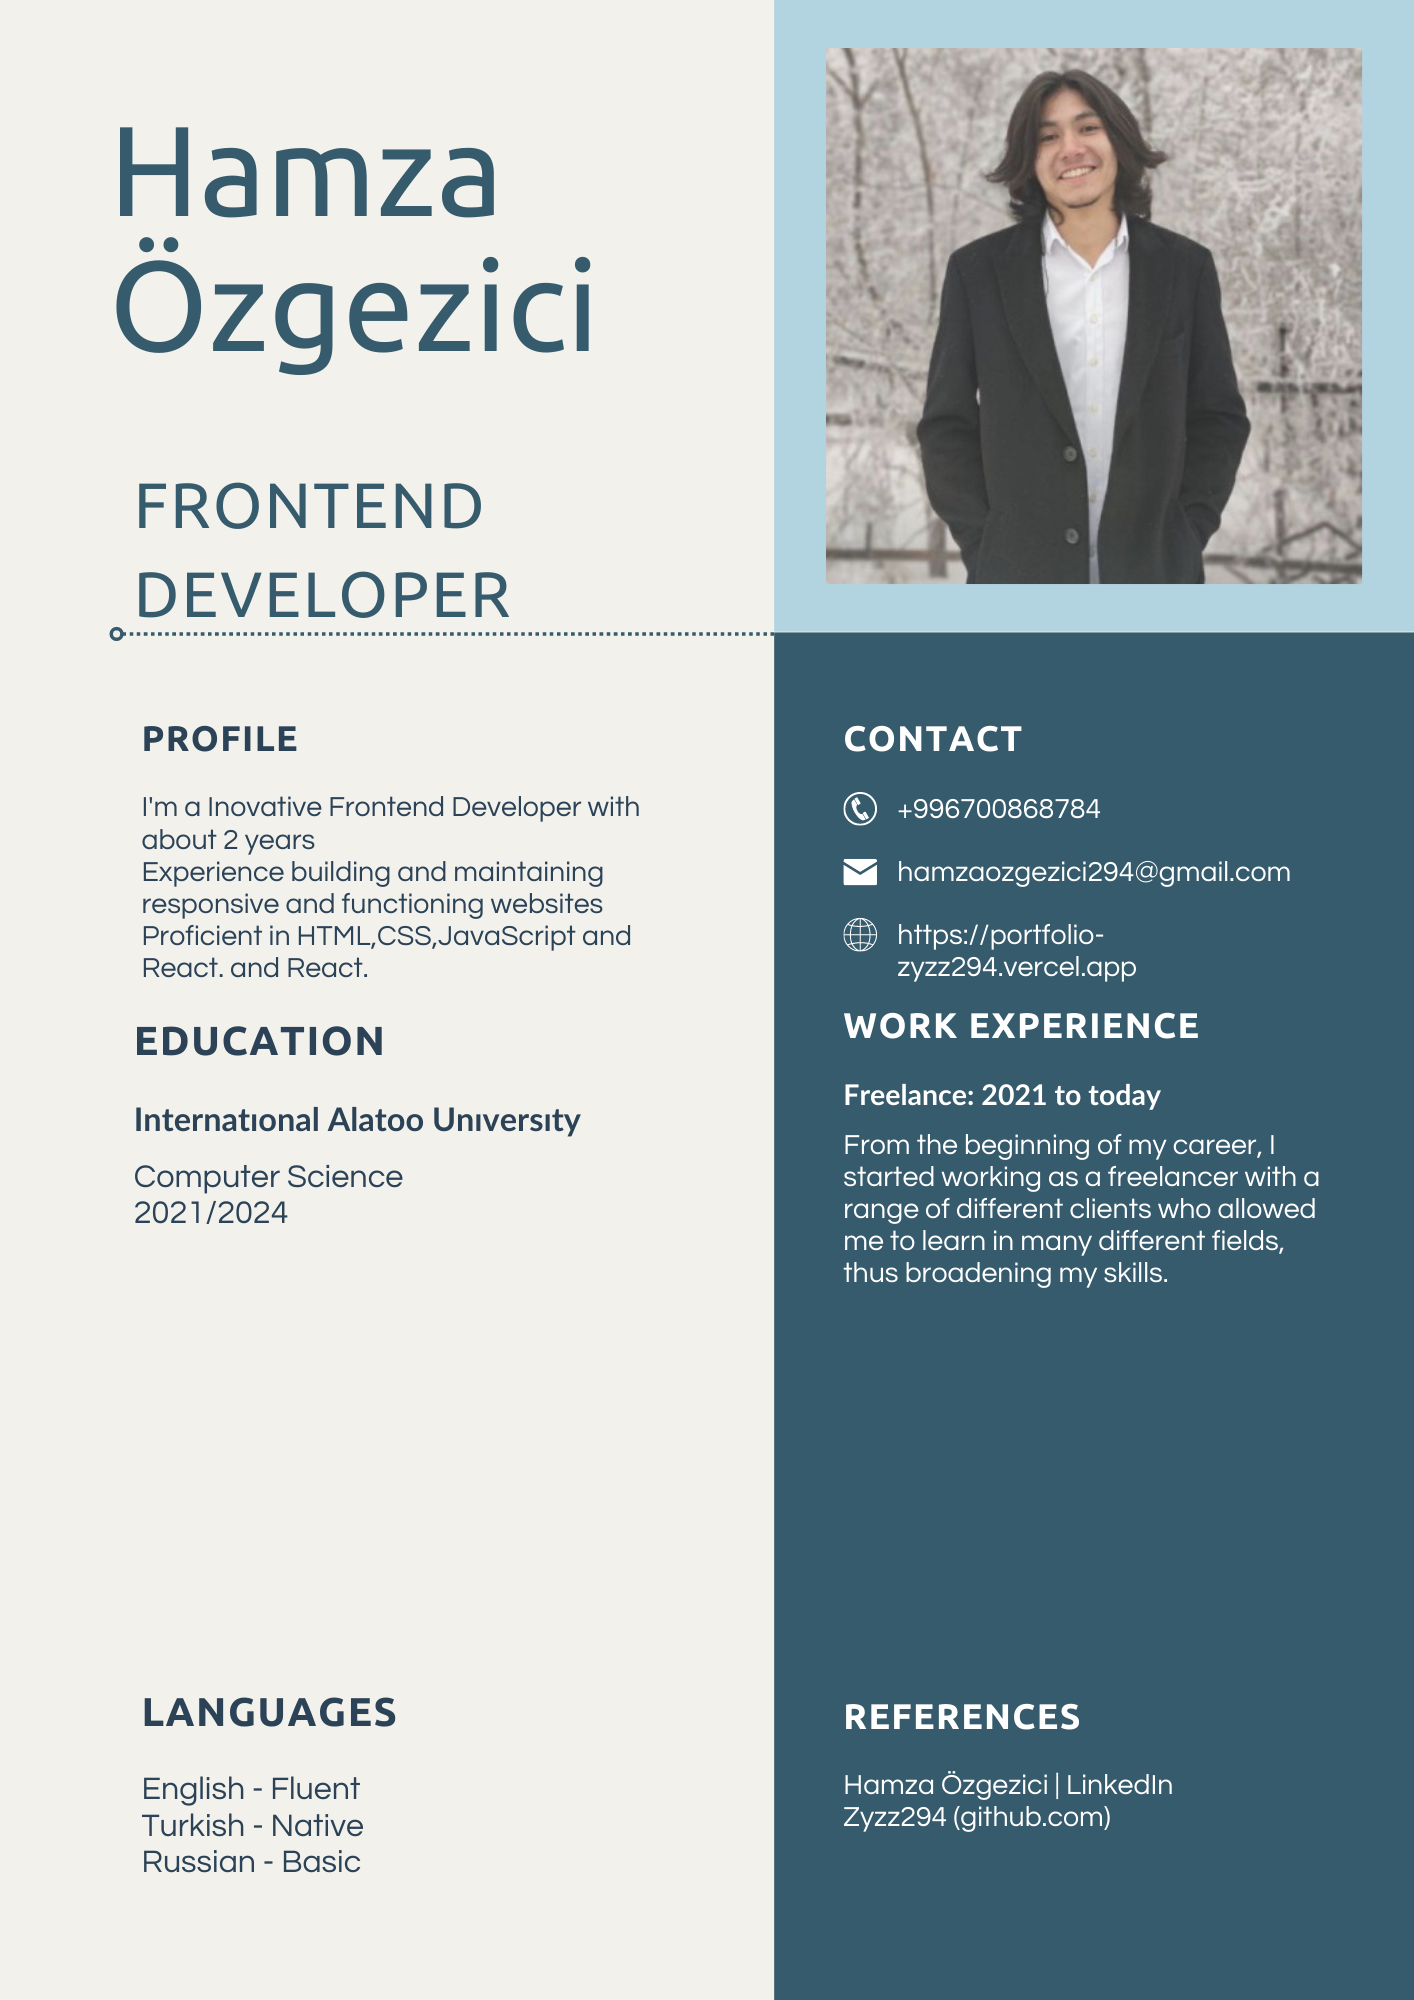 Hamza
Özgezici
FRONTEND
DEVELOPER
PROFILE
I'm a Inovative Frontend Developer with
about 2 years
Experience building and maintaining
responsive and functioning websites
Proficient in HTML,CSS,JavaScript and
React. and React.
EDUCATION
Internatıonal Alatoo Unıversıty
Computer Science
2021/2024
LANGUAGES
English - Fluent
Turkish - Native
Russian - Basic
CONTACT
+996700868784
hamzaozgezici294@gmail.com
https://portfolio-
zyzz294.vercel.app
WORK EXPERIENCE
Freelance: 2021 to today
From the beginning of my career, I
started working as a freelancer with a
range of different clients who allowed
me to learn in many different fields,
thus broadening my skills.
REFERENCES
Hamza Özgezici | LinkedIn
Zyzz294 (github.com)